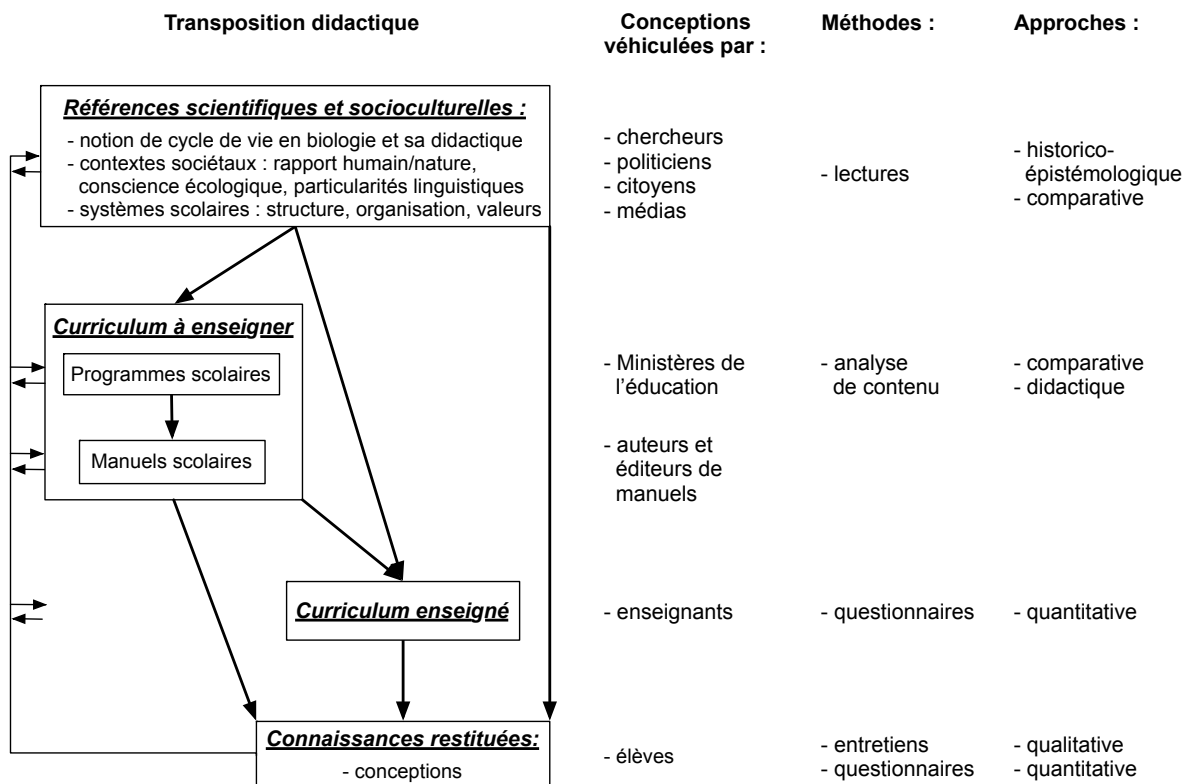 Transposition didactique
Conceptions
véhiculées par :
Méthodes :
Approches :
Références scientifiques et socioculturelles :
- notion de cycle de vie en biologie et sa didactique
- contextes sociétaux : rapport humain/nature,
conscience écologique, particularités linguistiques
- systèmes scolaires : structure, organisation, valeurs
- chercheurs
- politiciens
- citoyens
- médias
- lectures
- historico-
épistémologique
- comparative
Curriculum à enseigner
Programmes scolaires
Manuels scolaires
- Ministères de
l'éducation
- auteurs et
éditeurs de
manuels
- analyse
de contenu
- comparative
- didactique
Curriculum enseigné
- enseignants
- questionnaires
- quantitative
Connaissances restituées:
- conceptions
- élèves
- entretiens
- questionnaires
- qualitative
- quantitative